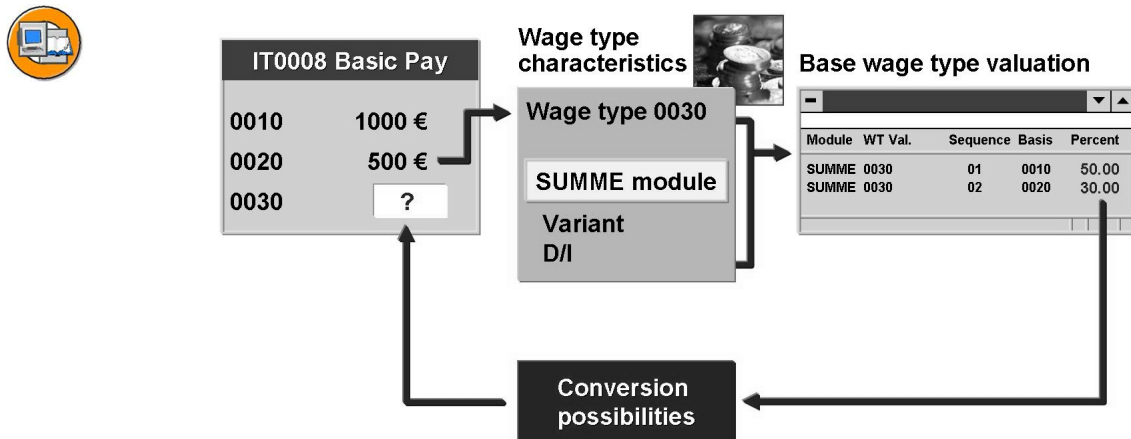 IT0008 Basic Pay
0010 1000 €
0020 500 €
0030 ?
Wage type
characteristics
Wage type 0030
SUMME module
Variant
D/I
Base wage type valuation
Module WT Val. Sequence Basis Percent
SUMME 0030 01 0010 50.00
SUMME 0030 02 0020 30.00
Conversion
possibilities